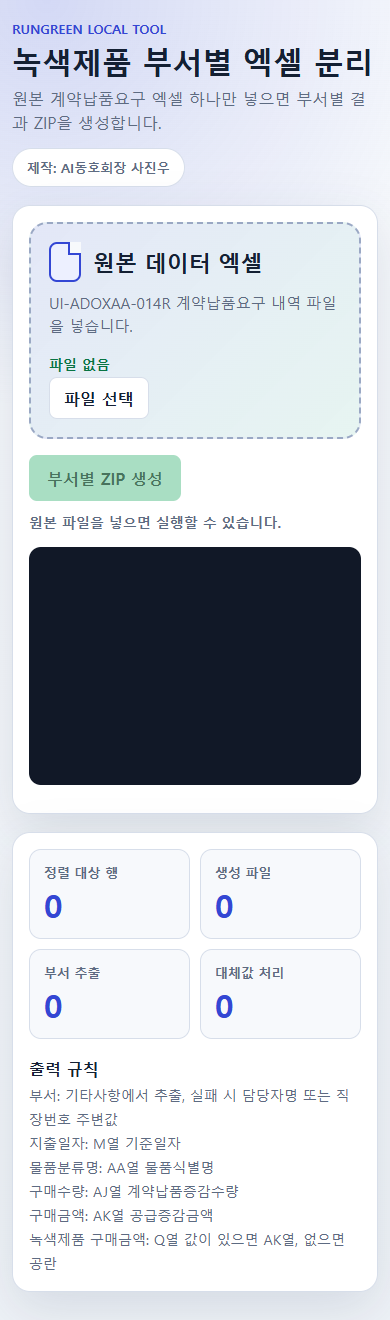 RUNGREEN LOCAL TOOL
녹색제품 부서별 엑셀 분리
원본 계약납품요구 엑셀 하나만 넣으면 부서별 결
과 ZIP을 생성합니다.
제작: AI동호회장 사진우
원본 데이터 엑셀
UI-ADOXAA-014R 계약납품요구 내역 파일
을 넣습니다.
파일 없음
파일 선택
부서별 ZIP 생성
원본 파일을 넣으면 실행할 수 있습니다.
정렬 대상 행
생성 파일
0
0
부서 추출
대체값 처리
0
0
출력 규칙
부서: 기타사항에서 추출, 실패 시 담당자명 또는 직
장번호 주변값
지출일자: M열 기준일자
물품분류명: AA열 물품식별명
구매수량: AJ열 계약납품증감수량
구매금액: AK열 공급증감금액
녹색제품 구매금액: Q열 값이 있으면 AK열, 없으면
공란